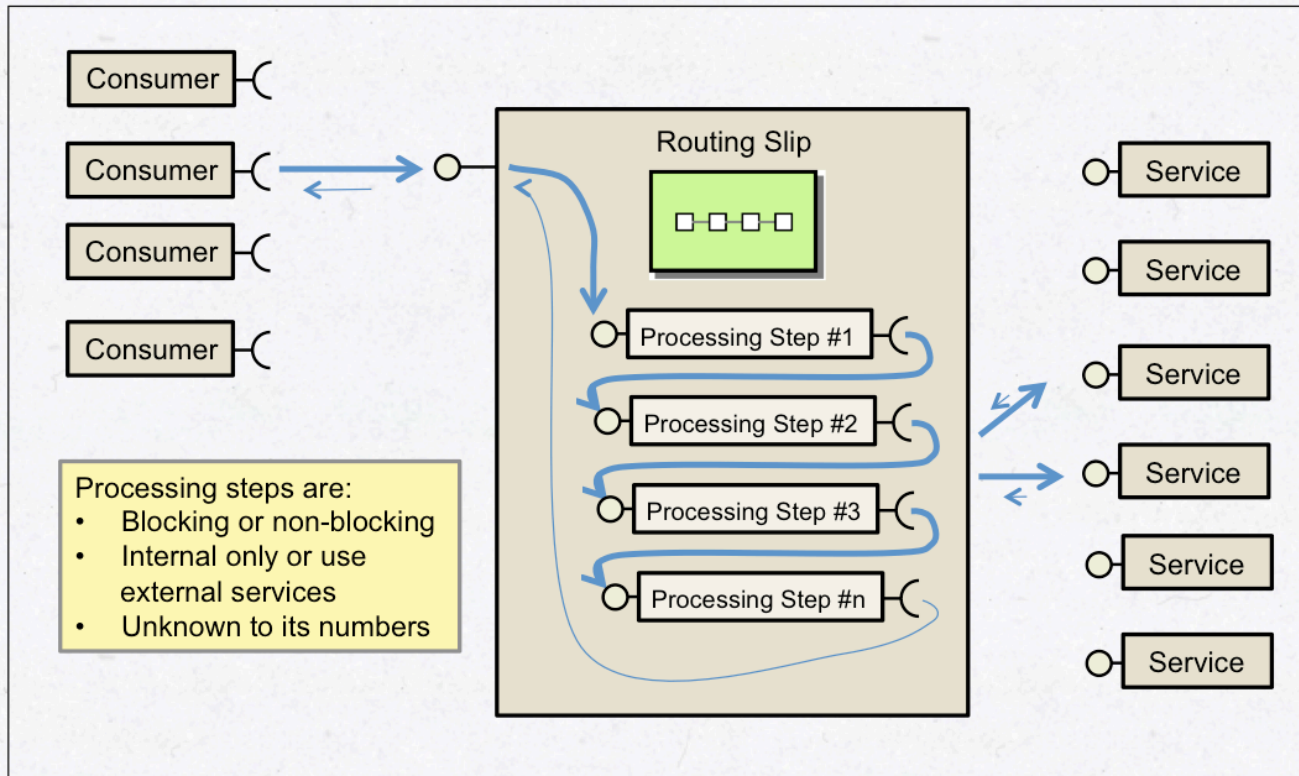 Consumer
Consumer
Consumer
Consumer
Processing steps are:
• Blocking or non-blocking
• Internal only or use
external services
• Unknown to its numbers
Routing Slip
Processing Step #1
Processing Step #2
Processing Step #3
Processing Step #n
Service
Service
Service
Service
Service
Service